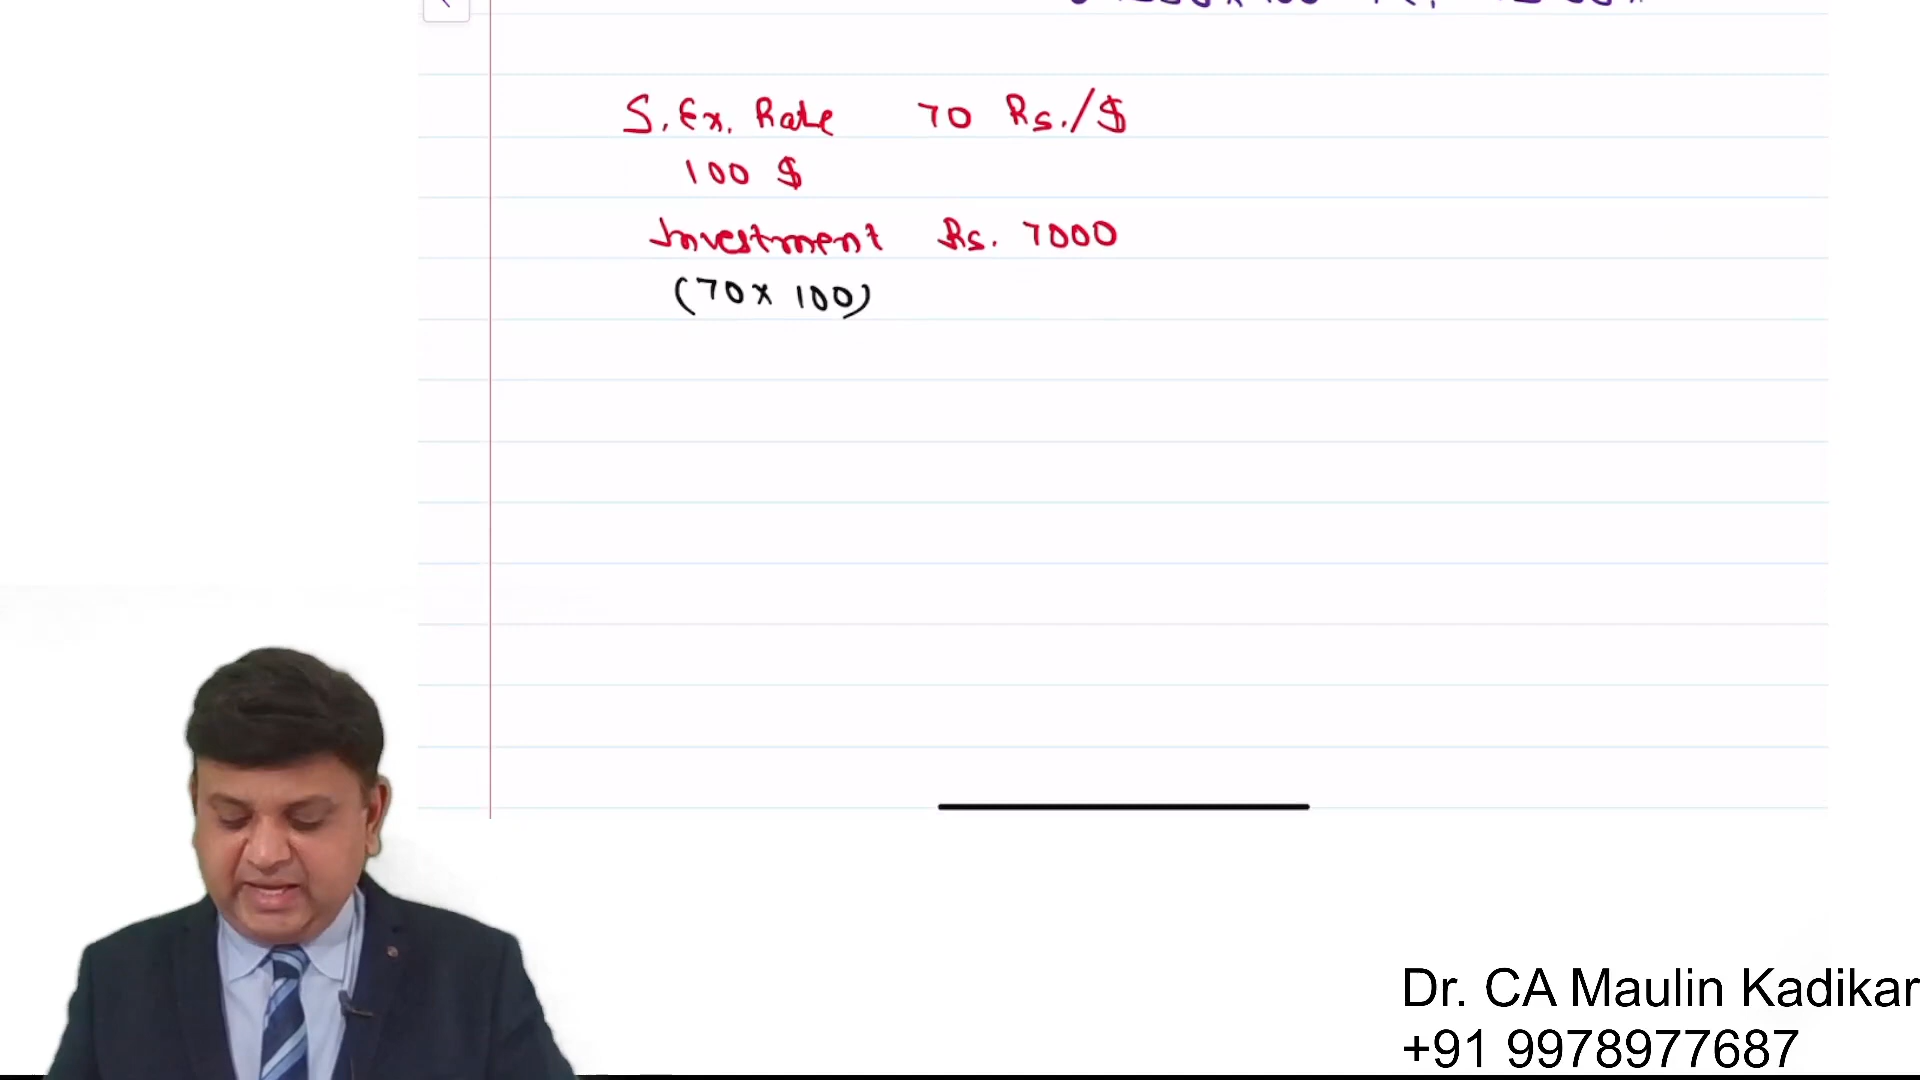 S. Ex. Rate 70 Rs./$
100 $
Investment Rs. 7000
(70 x 100)
Dr. CA Maulin Kadikar
+91 9978977687